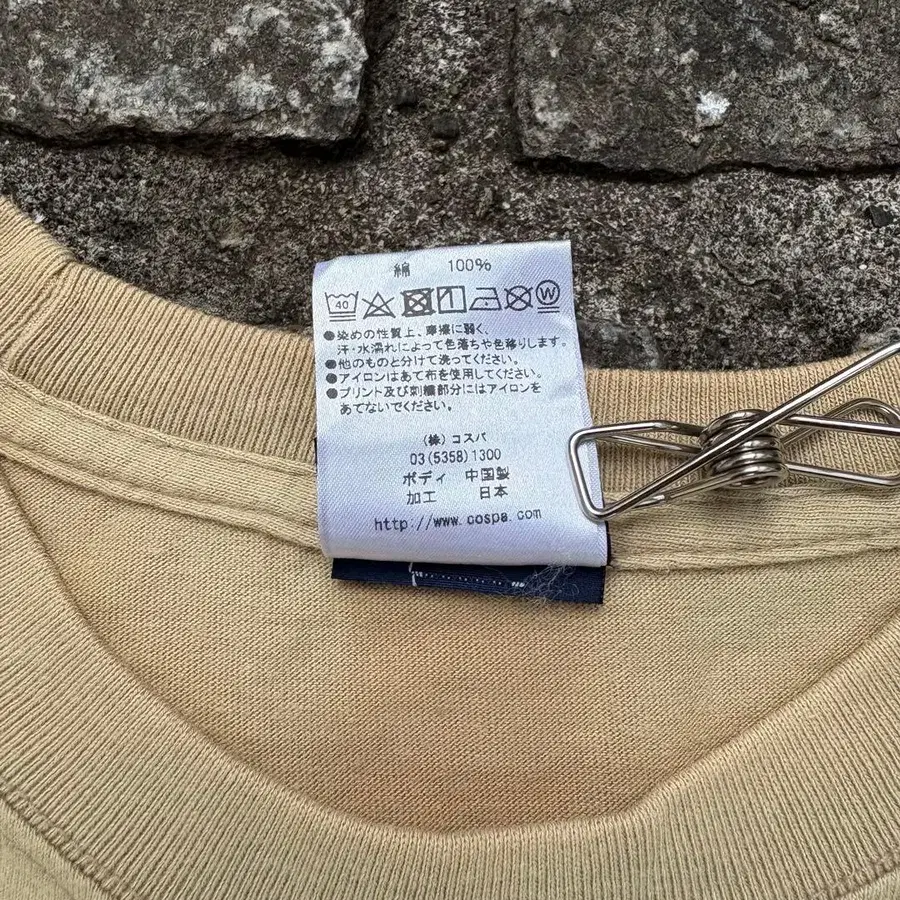 綿 100%
40 W
●染めの性質上、摩擦に弱く、
汗・水濡れによって色落ちや色移りします。
●他のものと分けて洗ってください。
●アイロンはあて布を使用してください。
●プリント及び刺繍部分にはアイロンを
あてないでください。
(株) コスパ
03(5358)1300
ボディ 中国製
加工 日本
http://www.cospa.com